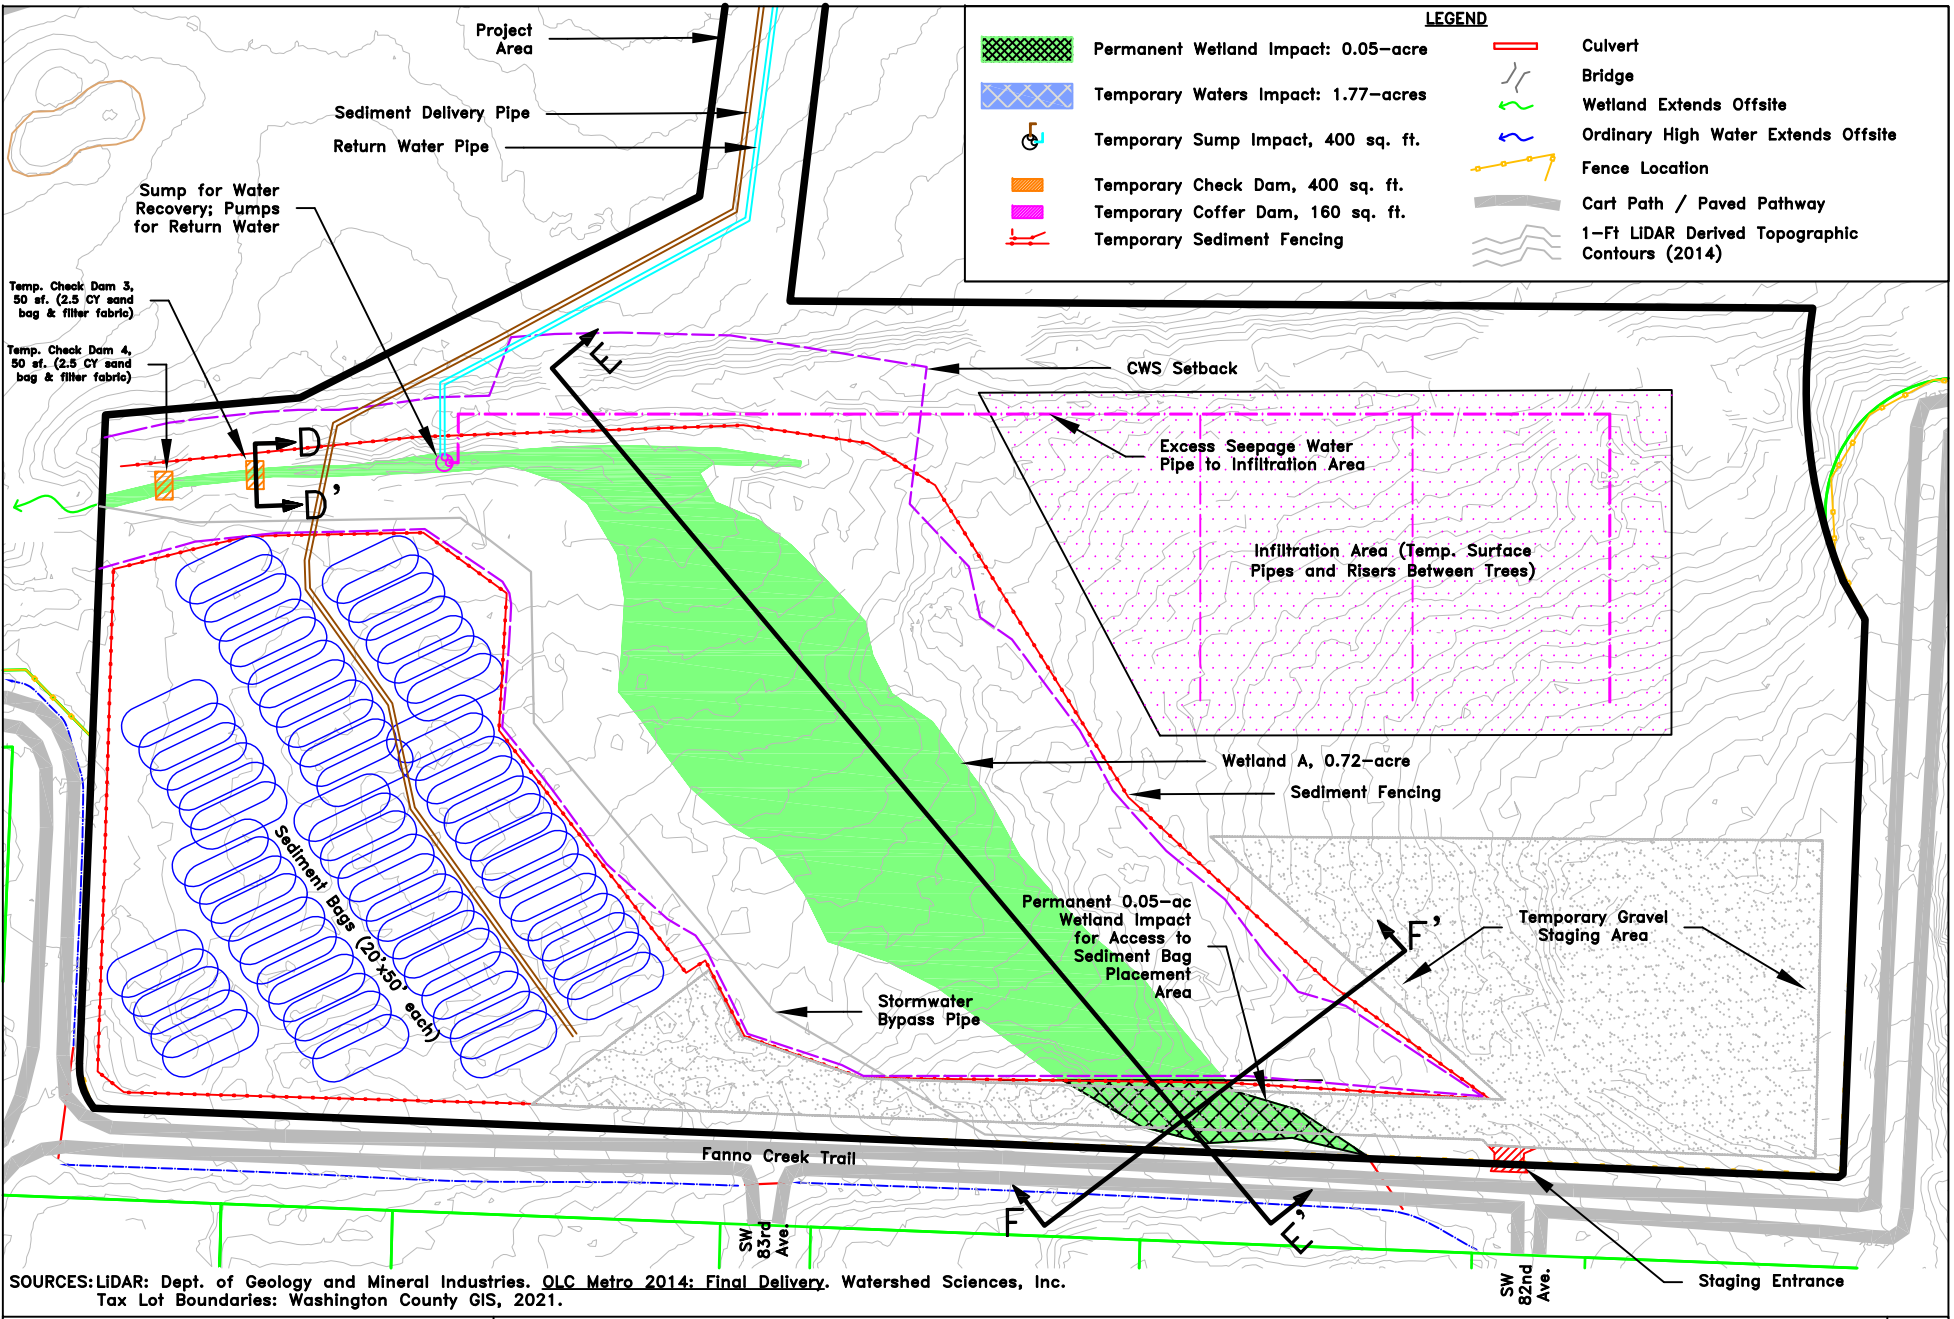 LEGEND
Permanent Wetland Impact: 0.05-acre
Temporary Waters Impact: 1.77-acres
Temporary Sump Impact, 400 sq. ft.
Temporary Check Dam, 400 sq. ft.
Temporary Coffer Dam, 160 sq. ft.
Temporary Sediment Fencing
Culvert
Bridge
Wetland Extends Offsite
Ordinary High Water Extends Offsite
Fence Location
Cart Path / Paved Pathway
1-Ft LiDAR Derived Topographic
Contours (2014)
Project
Area
Sediment Delivery Pipe
Return Water Pipe
Sump for Water
Recovery; Pumps
for Return Water
Temp. Check Dam 3,
50 sf. (2.5 CY sand
bag & filter fabric)
Temp. Check Dam 4,
50 sf. (2.5 CY sand
bag & filter fabric)
E
CWS Setback
D
D'
Excess Seepage Water
Pipe to Infiltration Area
Infiltration Area (Temp. Surface
Pipes and Risers Between Trees)
Wetland A, 0.72-acre
Sediment Fencing
Sediment Bags (20'x50' each)
Permanent 0.05-ac
Wetland Impact
for Access to
Sediment Bag
Placement
Area
F'
Temporary Gravel
Staging Area
Stormwater
Bypass Pipe
Fanno Creek Trail
F
E'
SW
83rd
Ave.
SW
82nd
Ave.
Staging Entrance
SOURCES: LiDAR: Dept. of Geology and Mineral Industries. OLC Metro 2014: Final Delivery. Watershed Sciences, Inc.
Tax Lot Boundaries: Washington County GIS, 2021.